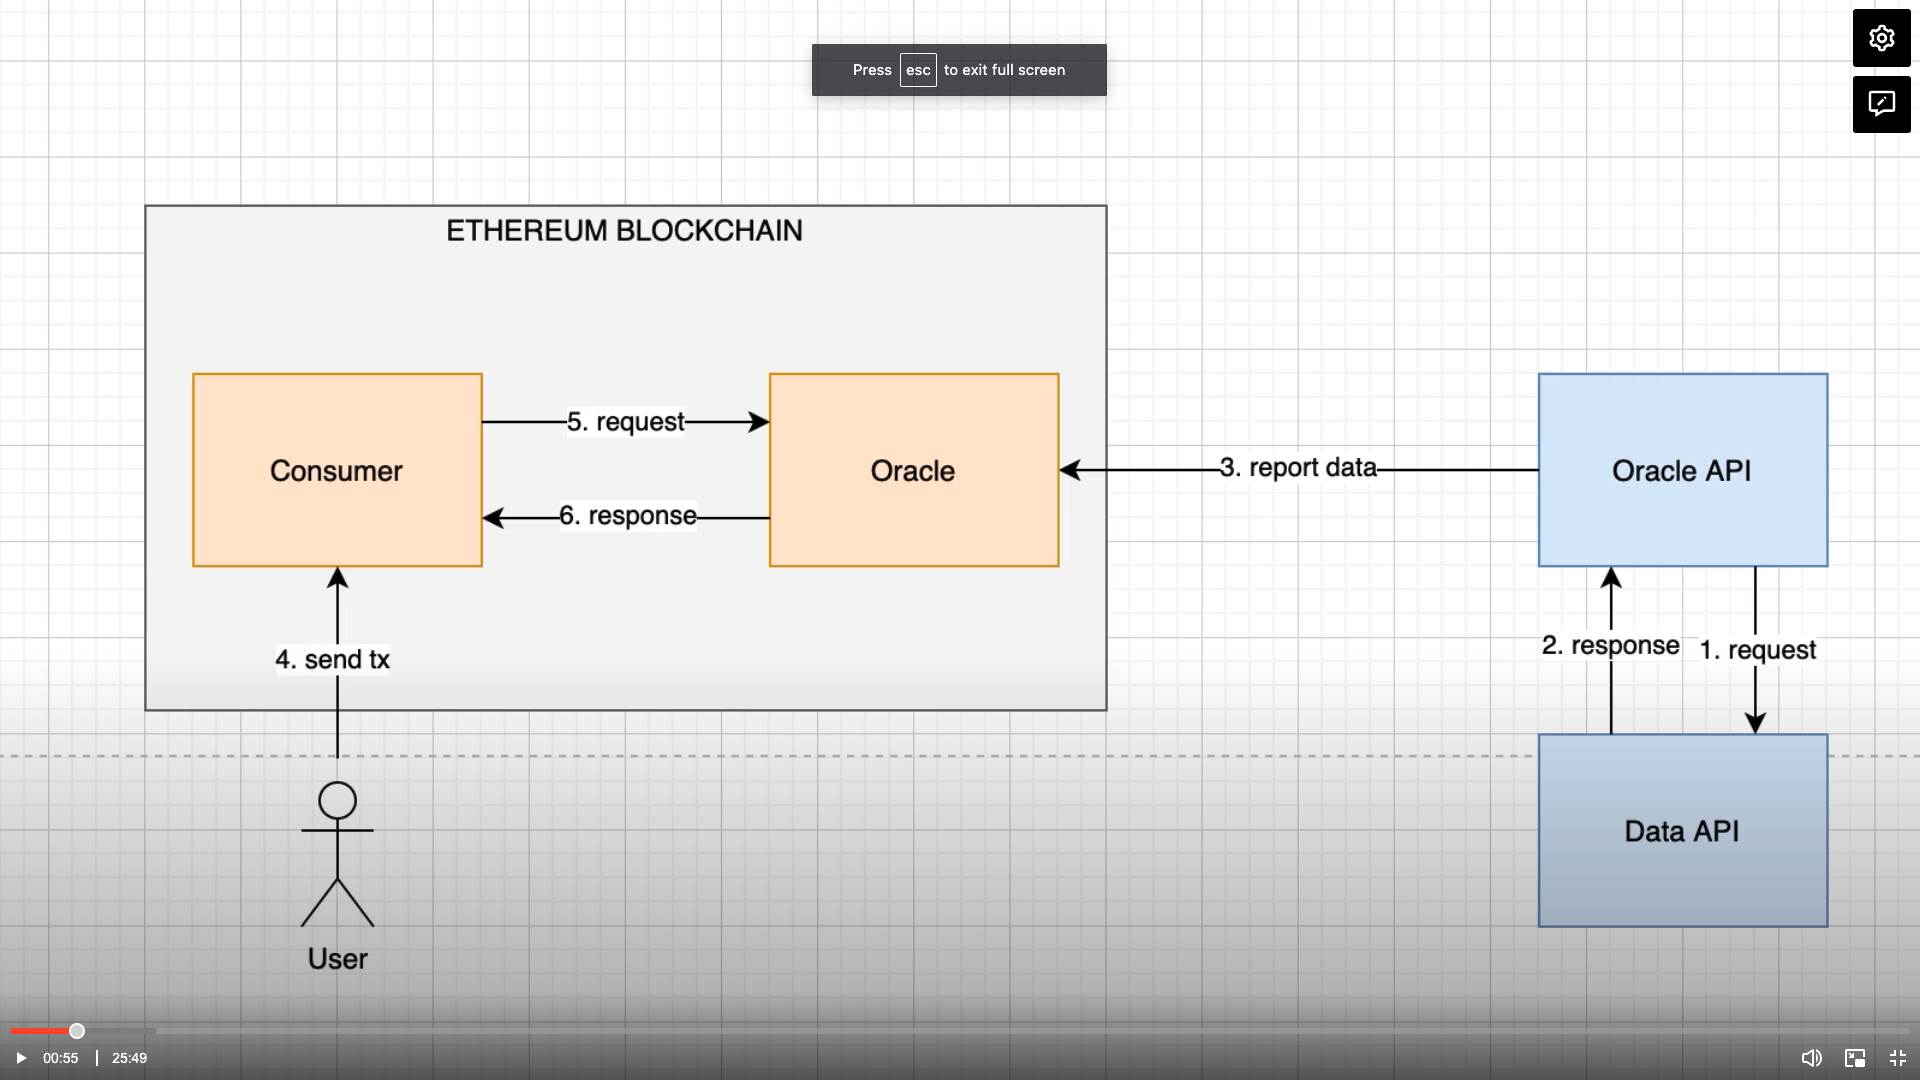 Press esc to exit full screen
ETHEREUM BLOCKCHAIN
5. request
Consumer
Oracle
3. report data
Oracle API
6. response
4. send tx
2. response
1. request
Data API
User
00:55 | 25:49